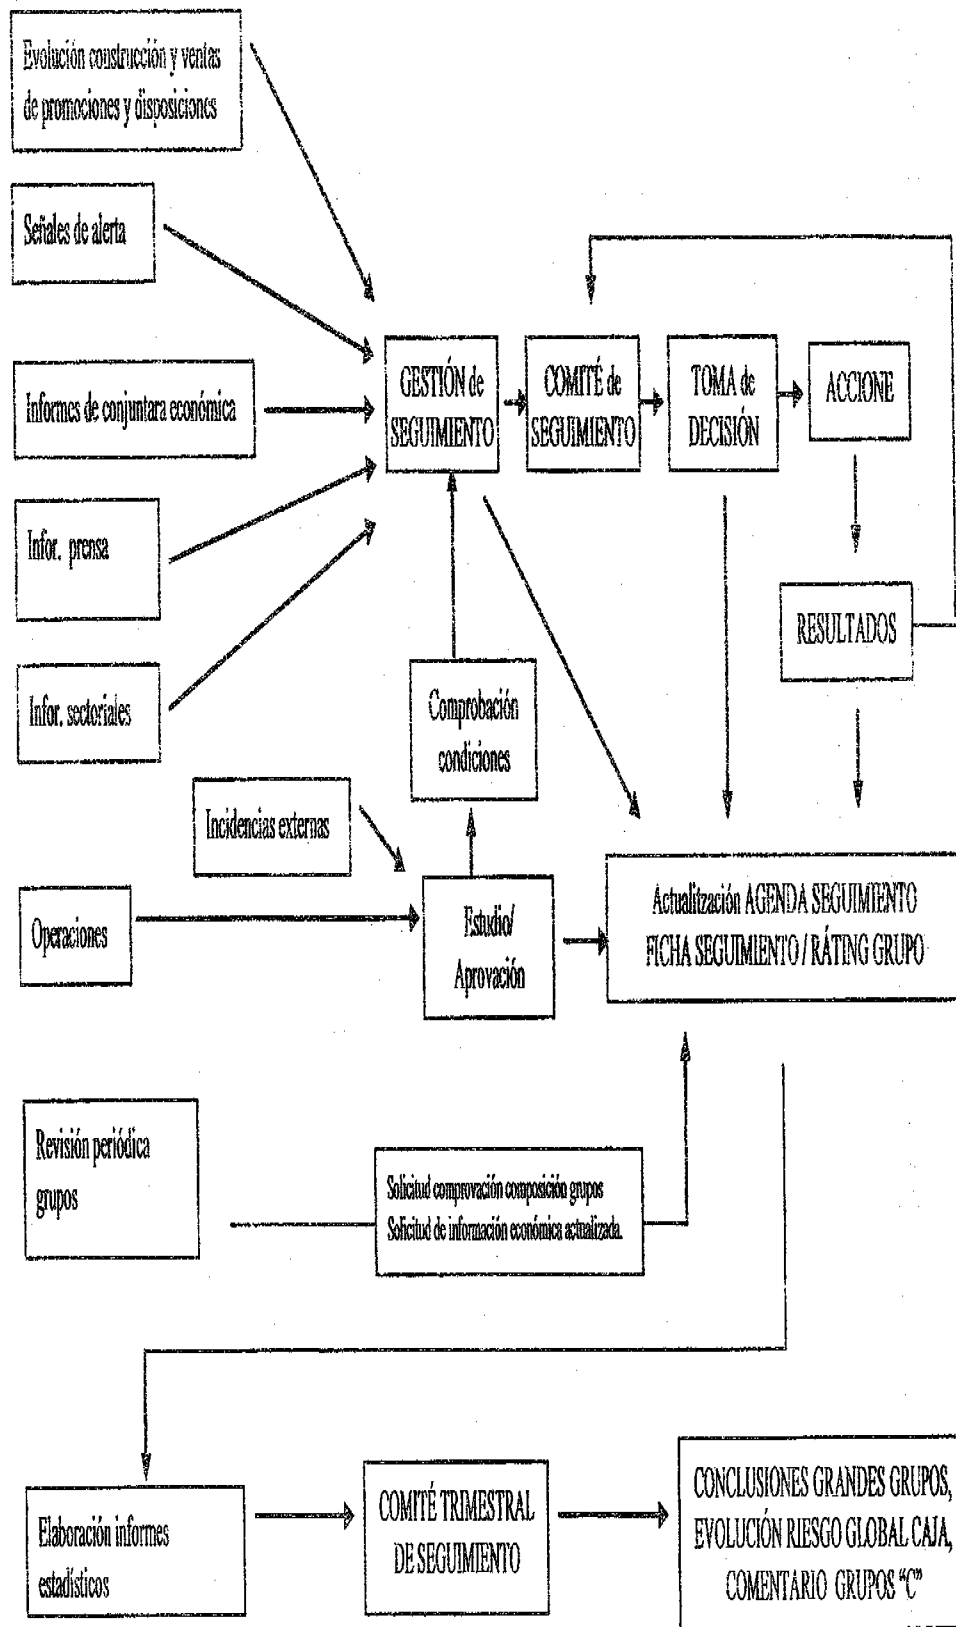 Evolución construcción y ventas
de promociones y disposiciones
Señales de alerta
Informes de conjuntara económica
Infor. prensa
Infor. sectoriales
GESTIÓN de
SEGUIMIENTO
COMITÉ de
SEGUIMIENTO
TOMA de
DECISIÓN
ACCIONE
RESULTADOS
Comprobación
condiciones
Incidencias externas
Operaciones
Estudio/
Aprovación
Actualitzación AGENDA SEGUIMIENTO
FICHA SEGUIMIENTO / RÁTING GRUPO
Revisión periódica
grupos
Solicitud comprovación composición grupos
Solicitud de información económica actualizada.
Elaboración informes
estadísticos
COMITÉ TRIMESTRAL
DE SEGUIMIENTO
CONCLUSIONES GRANDES GRUPOS,
EVOLUCIÓN RIESGO GLOBAL CAJA,
COMENTARIO GRUPOS “C”